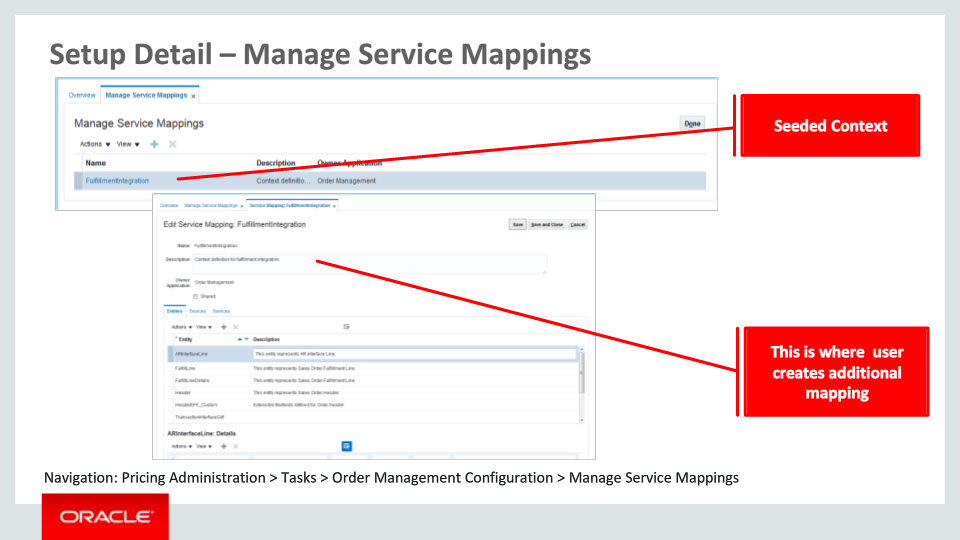 Setup Detail – Manage Service Mappings
Overview Manage Service Mappings x
Manage Service Mappings
Done
Actions ▼ View ▼
Name Description Owner Application
FulfillmentIntegration Context definitio... Order Management
Seeded Context
Overview Manage Service Mappings x Service Mapping: FulfillmentIntegration x
Edit Service Mapping: FulfillmentIntegration
Save Save and Close Cancel
Name FulfillmentIntegration
Description Context definition for fulfillment integration
Owner Application Order Management
Shared
Entities Sources Services
Actions ▼ View ▼
* Entity Description
ARInterfaceLine This entity represents AR Interface Line.
FulfillLine This entity represents Sales Order Fulfillment Line
FulfillLineDetails This entity represents Sales Order Fulfillment Line
Header This entity represents Sales Order Header
HeaderEFF_Custom Extensible flexfields defined for Order header
TransactionInterfaceGdf
ARInterfaceLine: Details
Actions ▼ View ▼
This is where user
creates additional
mapping
Navigation: Pricing Administration > Tasks > Order Management Configuration > Manage Service Mappings
ORACLE